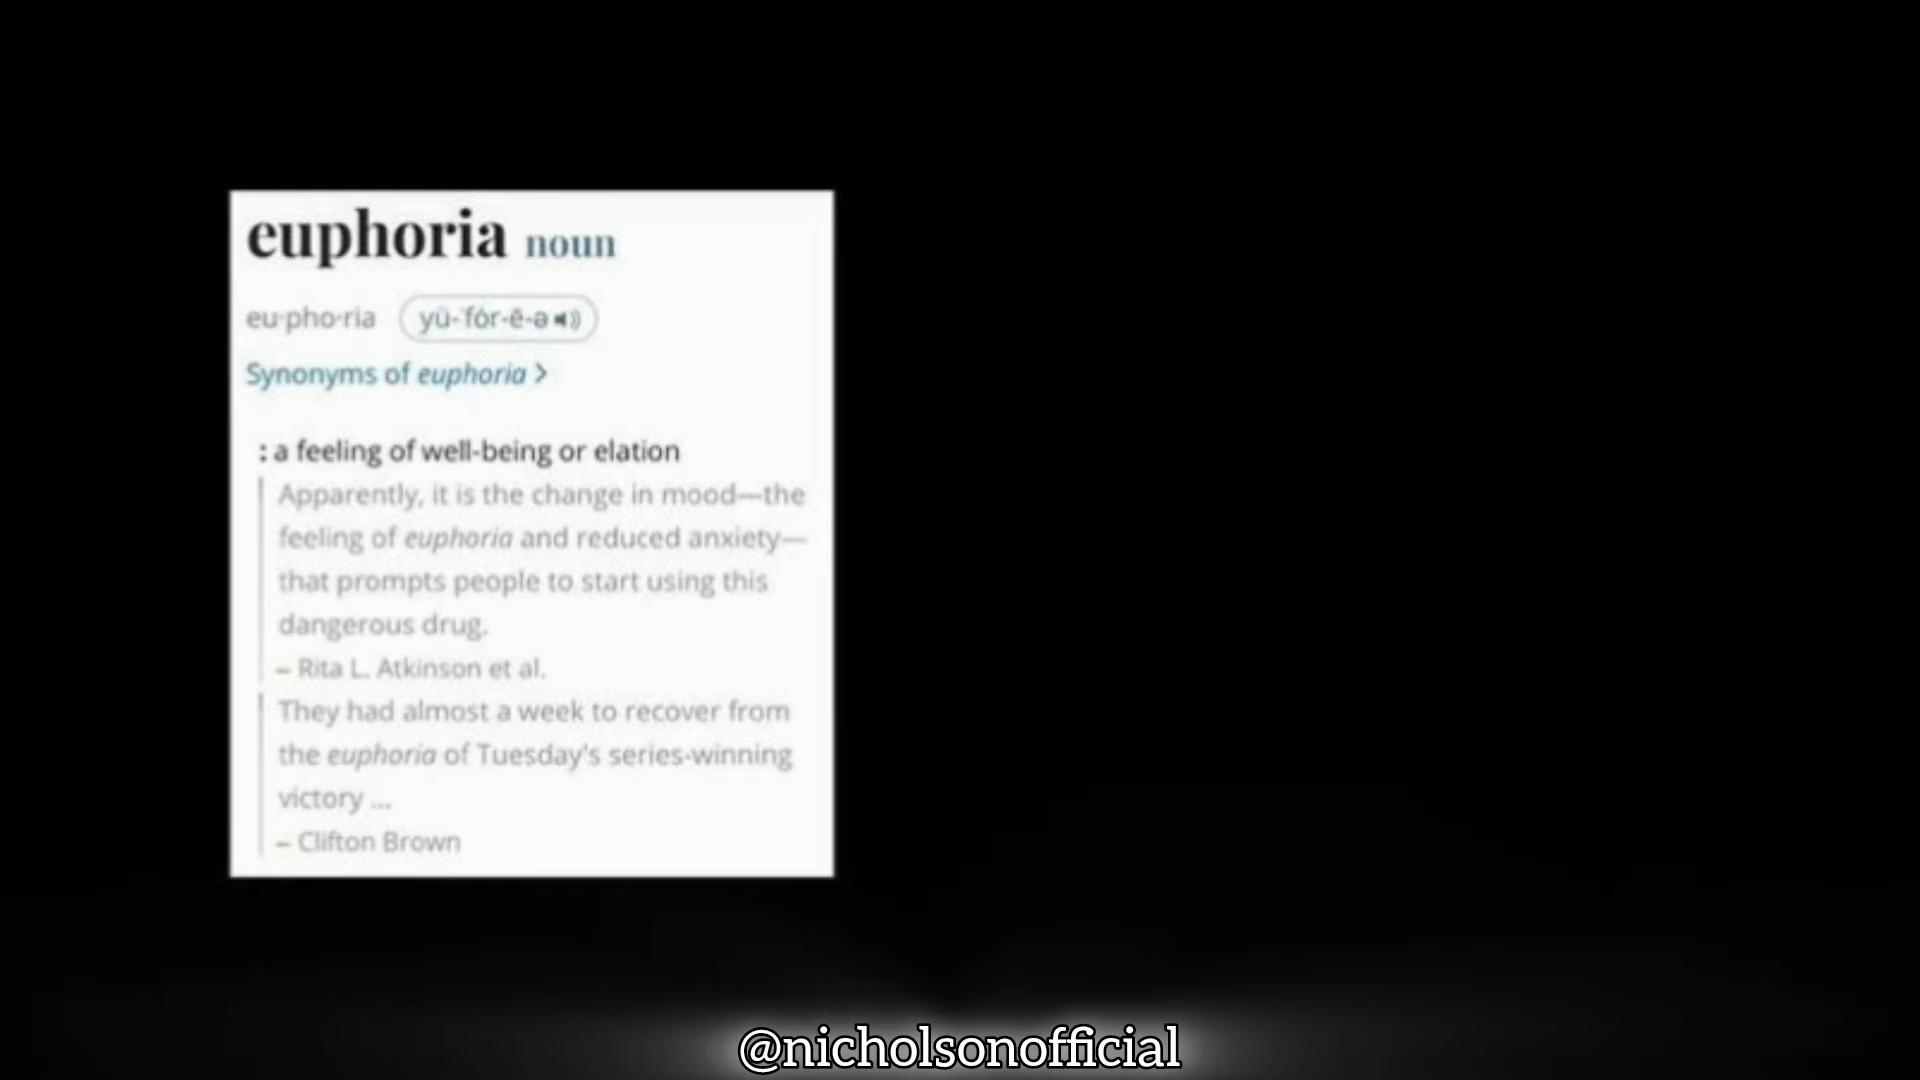 euphoria noun
eu·pho·ria yü-ˈfȯr-ē-ə
Synonyms of euphoria >
: a feeling of well-being or elation
Apparently, it is the change in mood—the
feeling of euphoria and reduced anxiety—
that prompts people to start using this
dangerous drug.
– Rita L. Atkinson et al.
They had almost a week to recover from
the euphoria of Tuesday's series-winning
victory ...
– Clifton Brown
@nicholsonofficial